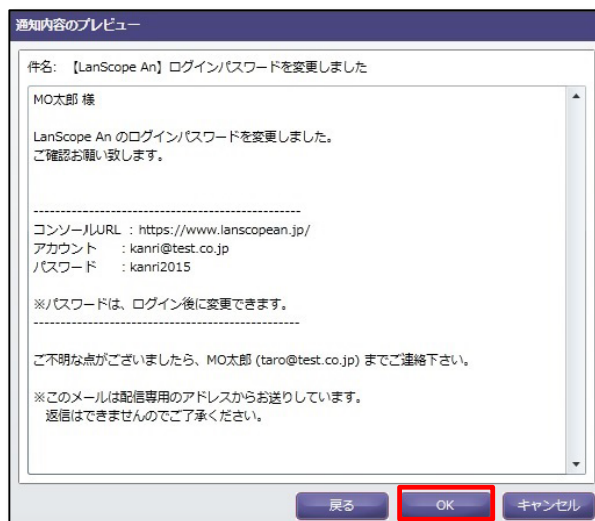 通知内容のプレビュー
件名: 【LanScope An】ログインパスワードを変更しました
MO太郎 様
LanScope An のログインパスワードを変更しました。
ご確認お願い致します。
--------------------------------------------------
コンソールURL : https://www.lanscopean.jp/
アカウント : kanri@test.co.jp
パスワード : kanri2015
※パスワードは、ログイン後に変更できます。
--------------------------------------------------
ご不明な点がございましたら、MO太郎 (taro@test.co.jp) までご連絡下さい。
※このメールは配信専用のアドレスからお送りしています。
返信はできませんのでご了承ください。
戻る OK キャンセル